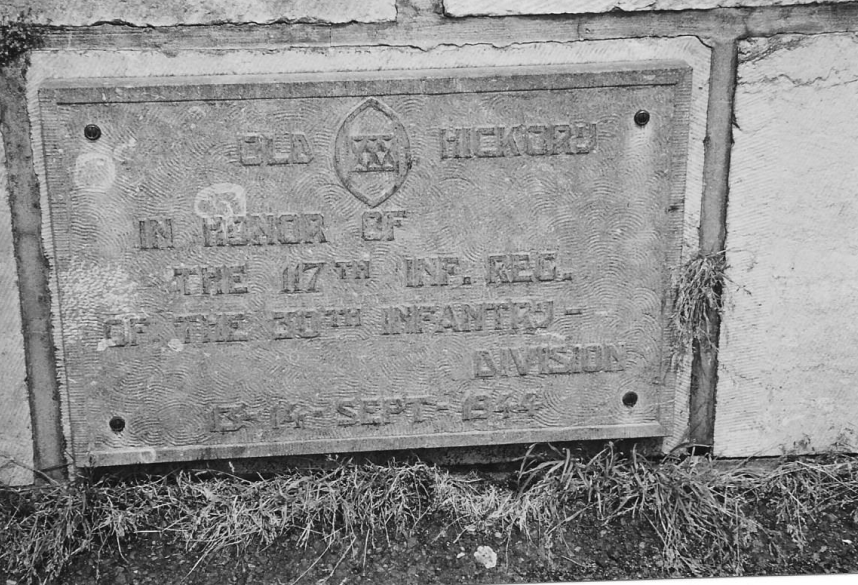 OLD XXX HICKORY
IN HONOR OF
THE 117TH INF. REG.
OF THE 30TH INFANTRY-
DIVISION
13-14-SEPT-1944